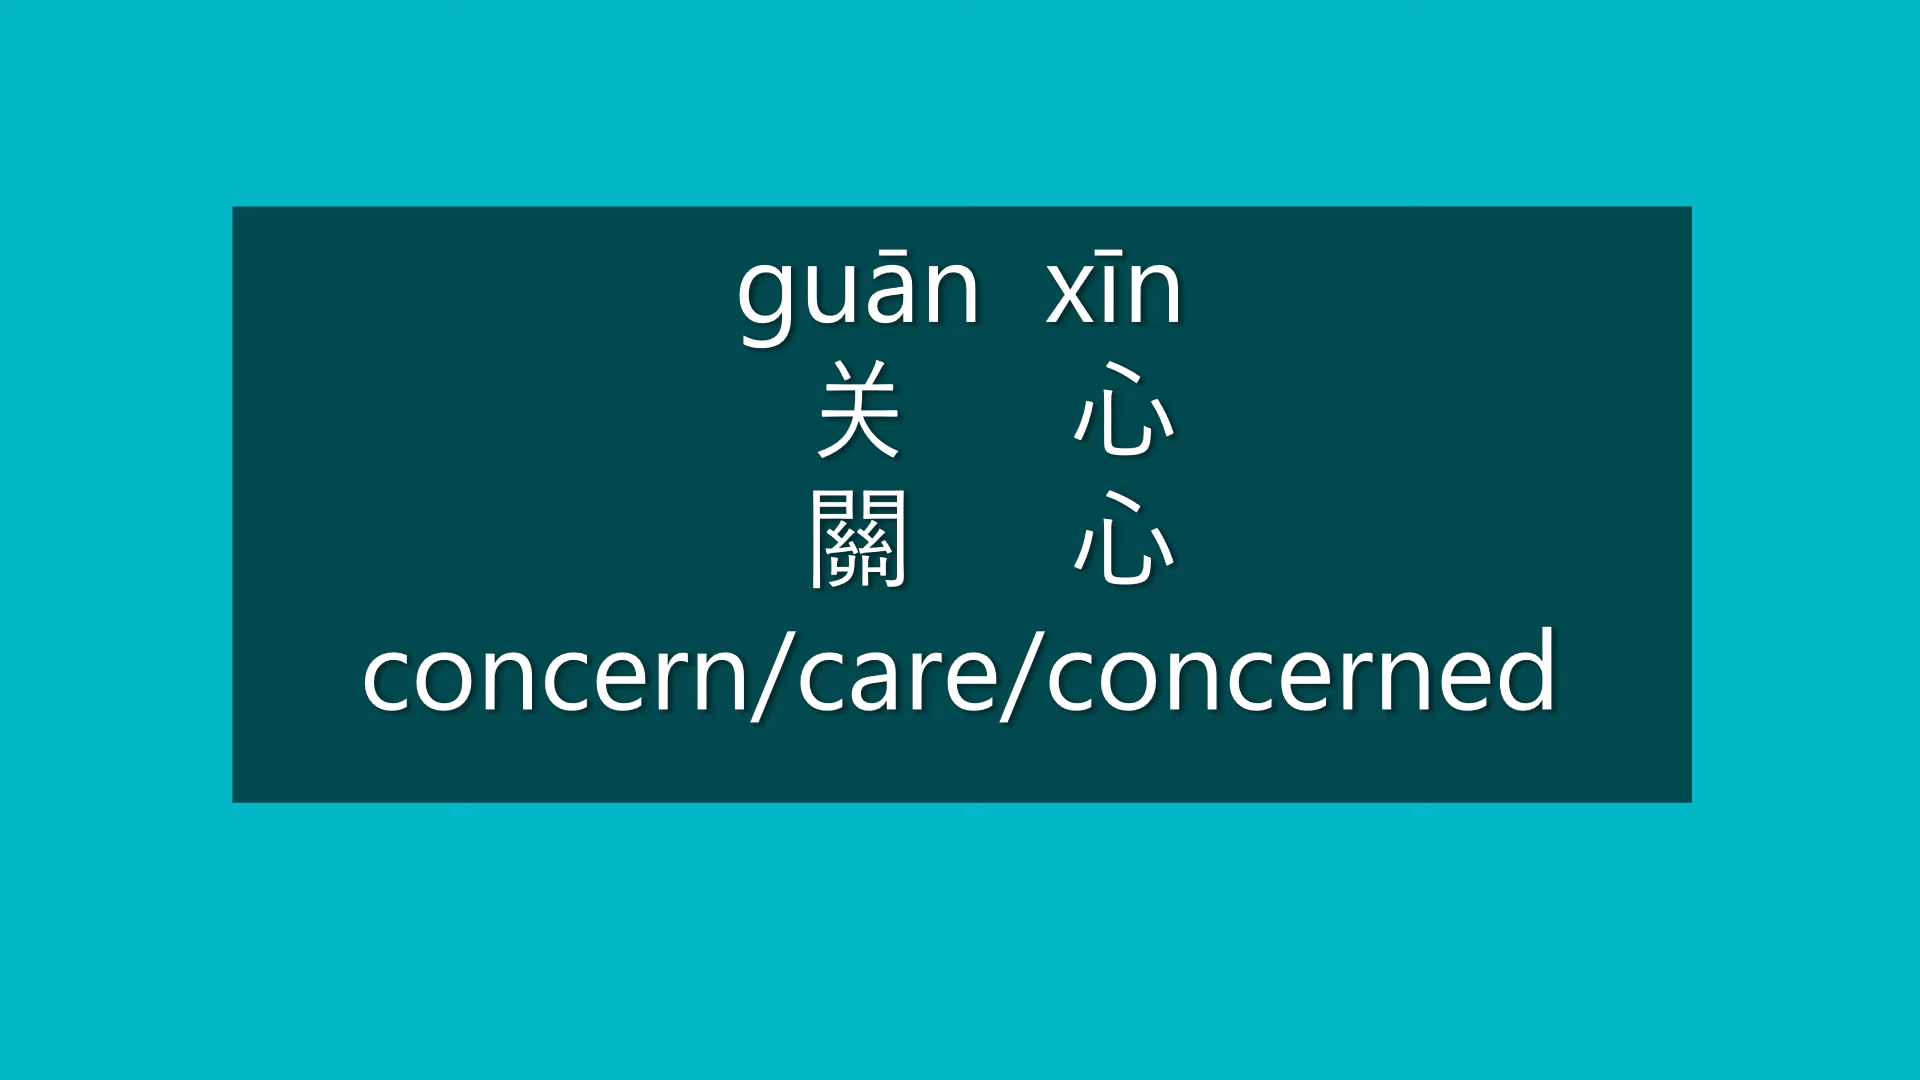 guān xīn
关 心
關 心
concern/care/concerned